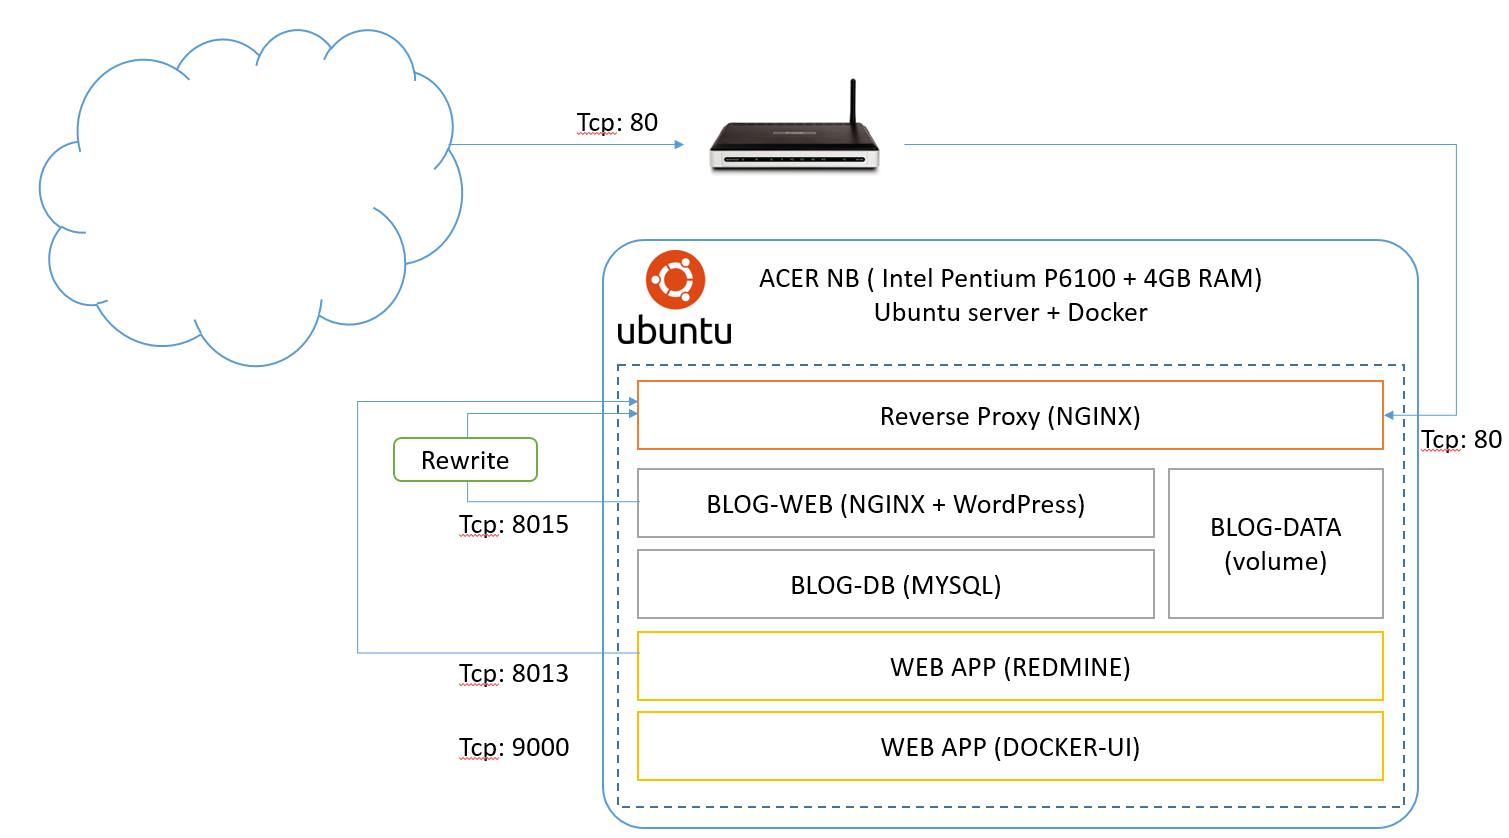 Tcp: 80
ubuntu
ACER NB ( Intel Pentium P6100 + 4GB RAM)
Ubuntu server + Docker
Reverse Proxy (NGINX)
Tcp: 80
Rewrite
BLOG-WEB (NGINX + WordPress)
Tcp: 8015
BLOG-DATA
(volume)
BLOG-DB (MYSQL)
WEB APP (REDMINE)
Tcp: 8013
WEB APP (DOCKER-UI)
Tcp: 9000